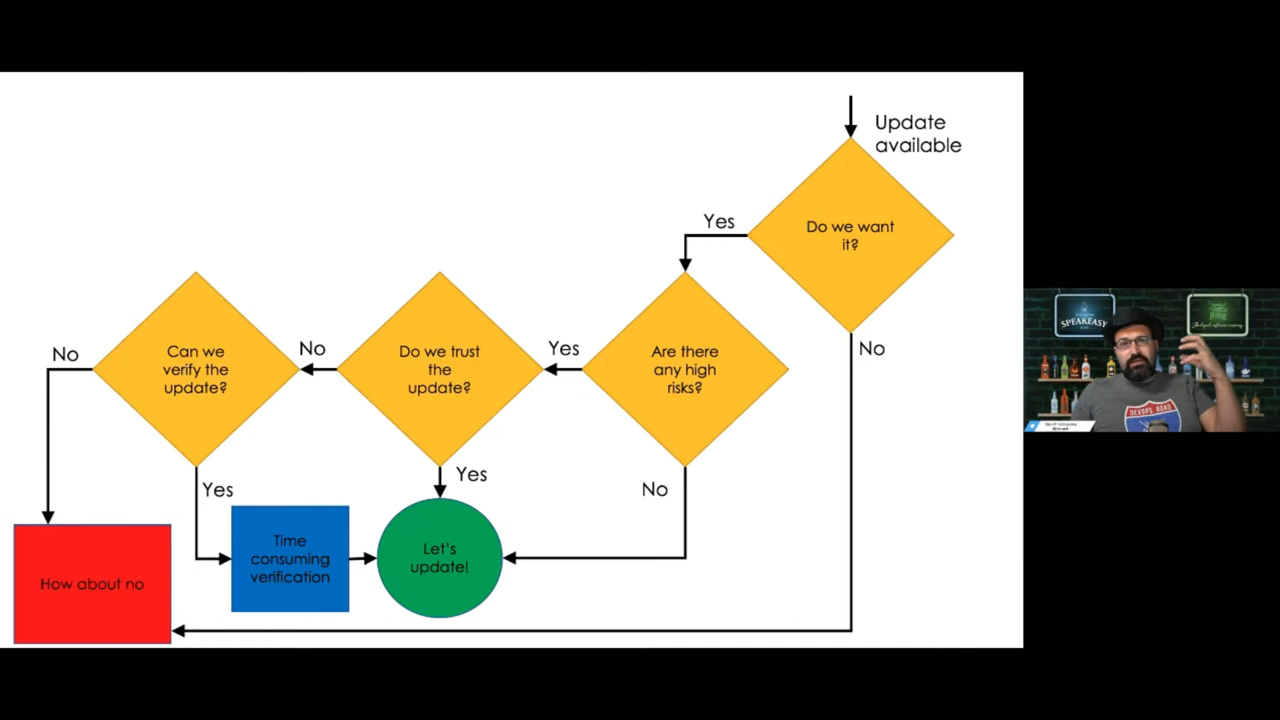 Update
available
Do we want
it?
Yes
No
Are there
any high
risks?
Yes
No
Do we trust
the
update?
No
Yes
Can we
verify the
update?
No
Yes
Time
consuming
verification
Let's
update!
How about no
SPEAKEASY
JFrog
DEVOPS ROAD